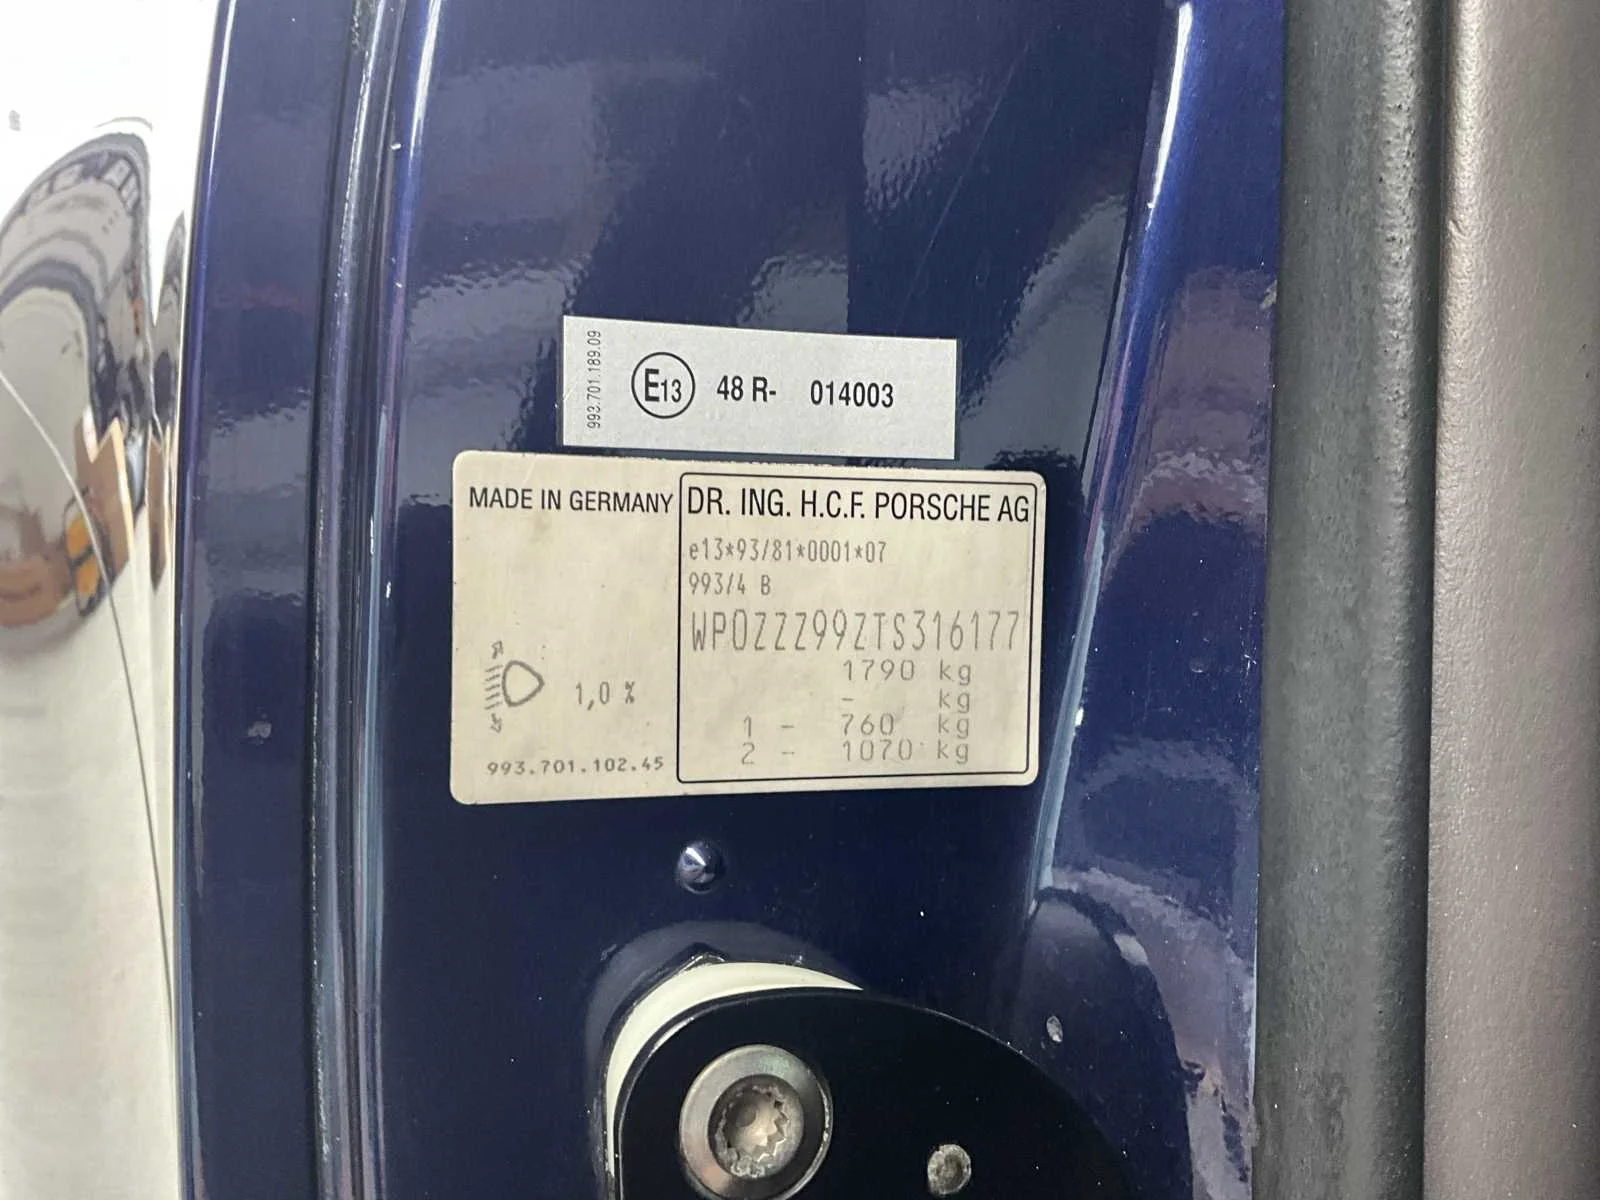 993.701.189.09
E13 48 R- 014003
MADE IN GERMANY
DR. ING. H.C.F. PORSCHE AG
e13*93/81*0001*07
993/4 B
WP0ZZZ99ZTS316177
1790 kg
- kg
1 - 760 kg
2 - 1070 kg
1,0 %
993.701.102.45